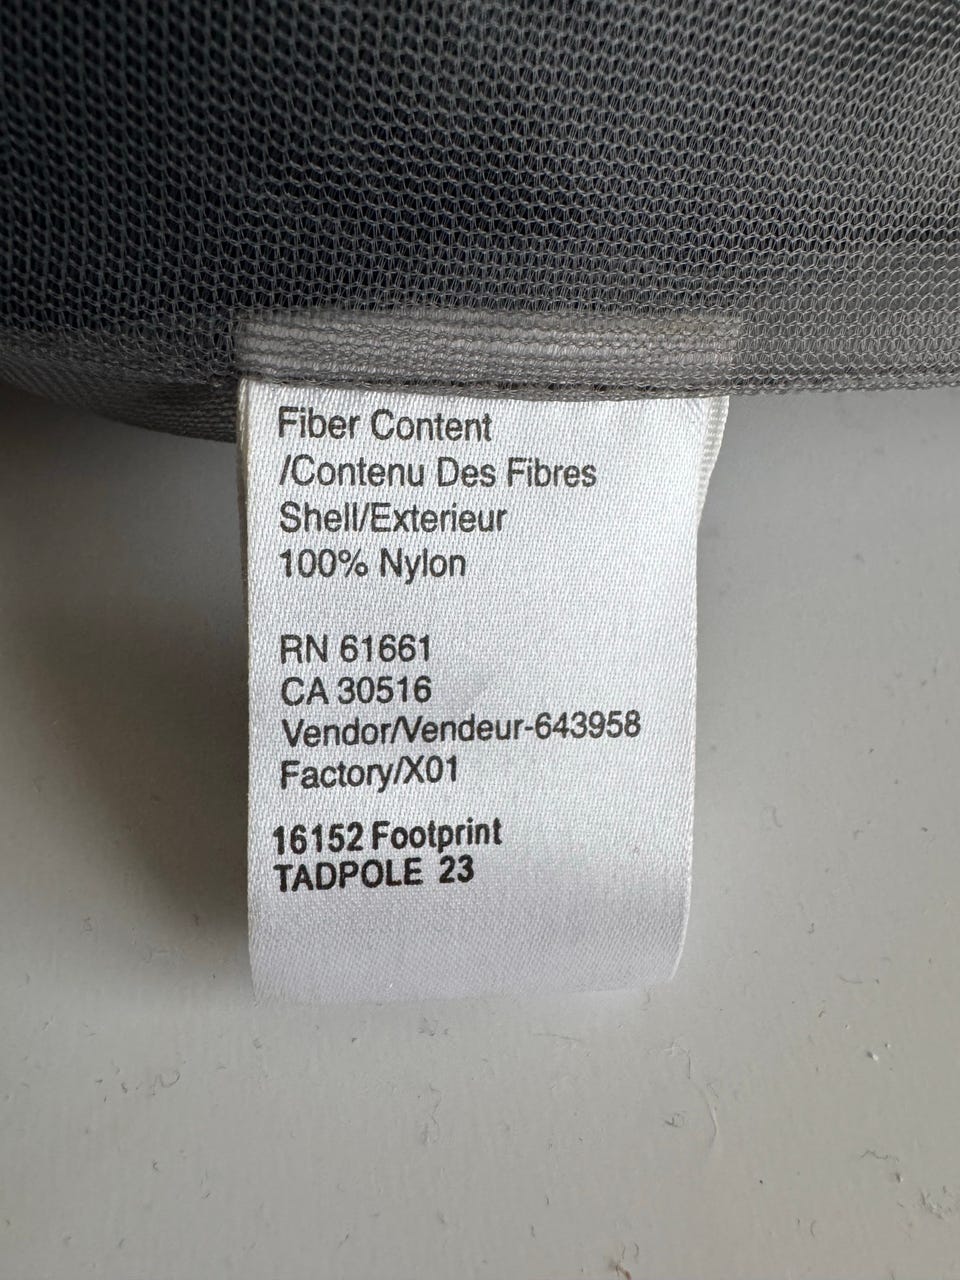 Fiber Content
/Contenu Des Fibres
Shell/Exterieur
100% Nylon
RN 61661
CA 30516
Vendor/Vendeur-643958
Factory/X01
16152 Footprint
TADPOLE 23